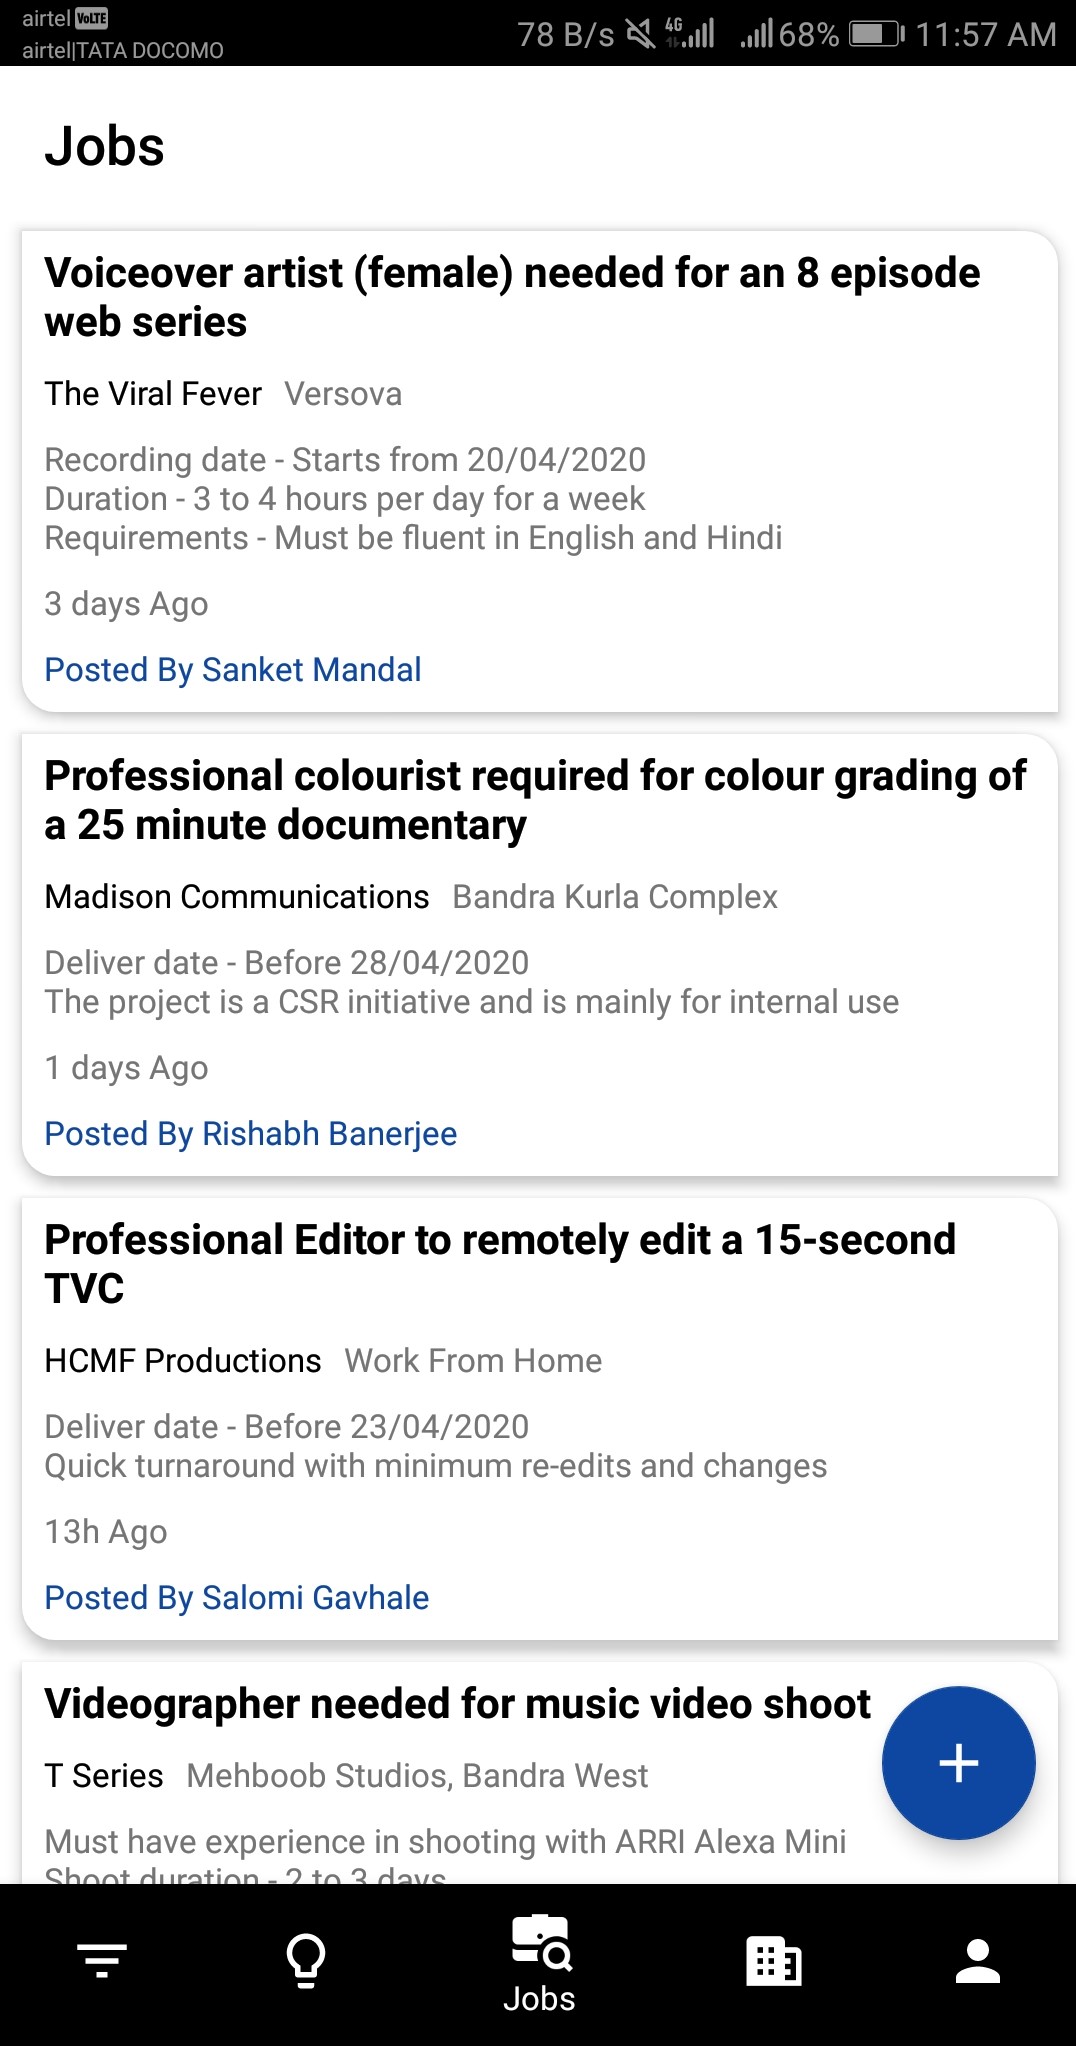 airtel VoLTE
airtel|TATA DOCOMO
78 B/s 4G 68% 11:57 AM
Jobs
Voiceover artist (female) needed for an 8 episode
web series
The Viral Fever Versova
Recording date - Starts from 20/04/2020
Duration - 3 to 4 hours per day for a week
Requirements - Must be fluent in English and Hindi
3 days Ago
Posted By Sanket Mandal
Professional colourist required for colour grading of
a 25 minute documentary
Madison Communications Bandra Kurla Complex
Deliver date - Before 28/04/2020
The project is a CSR initiative and is mainly for internal use
1 days Ago
Posted By Rishabh Banerjee
Professional Editor to remotely edit a 15-second
TVC
HCMF Productions Work From Home
Deliver date - Before 23/04/2020
Quick turnaround with minimum re-edits and changes
13h Ago
Posted By Salomi Gavhale
Videographer needed for music video shoot
T Series Mehboob Studios, Bandra West
Must have experience in shooting with ARRI Alexa Mini
Shoot duration - 2 to 3 days
Jobs